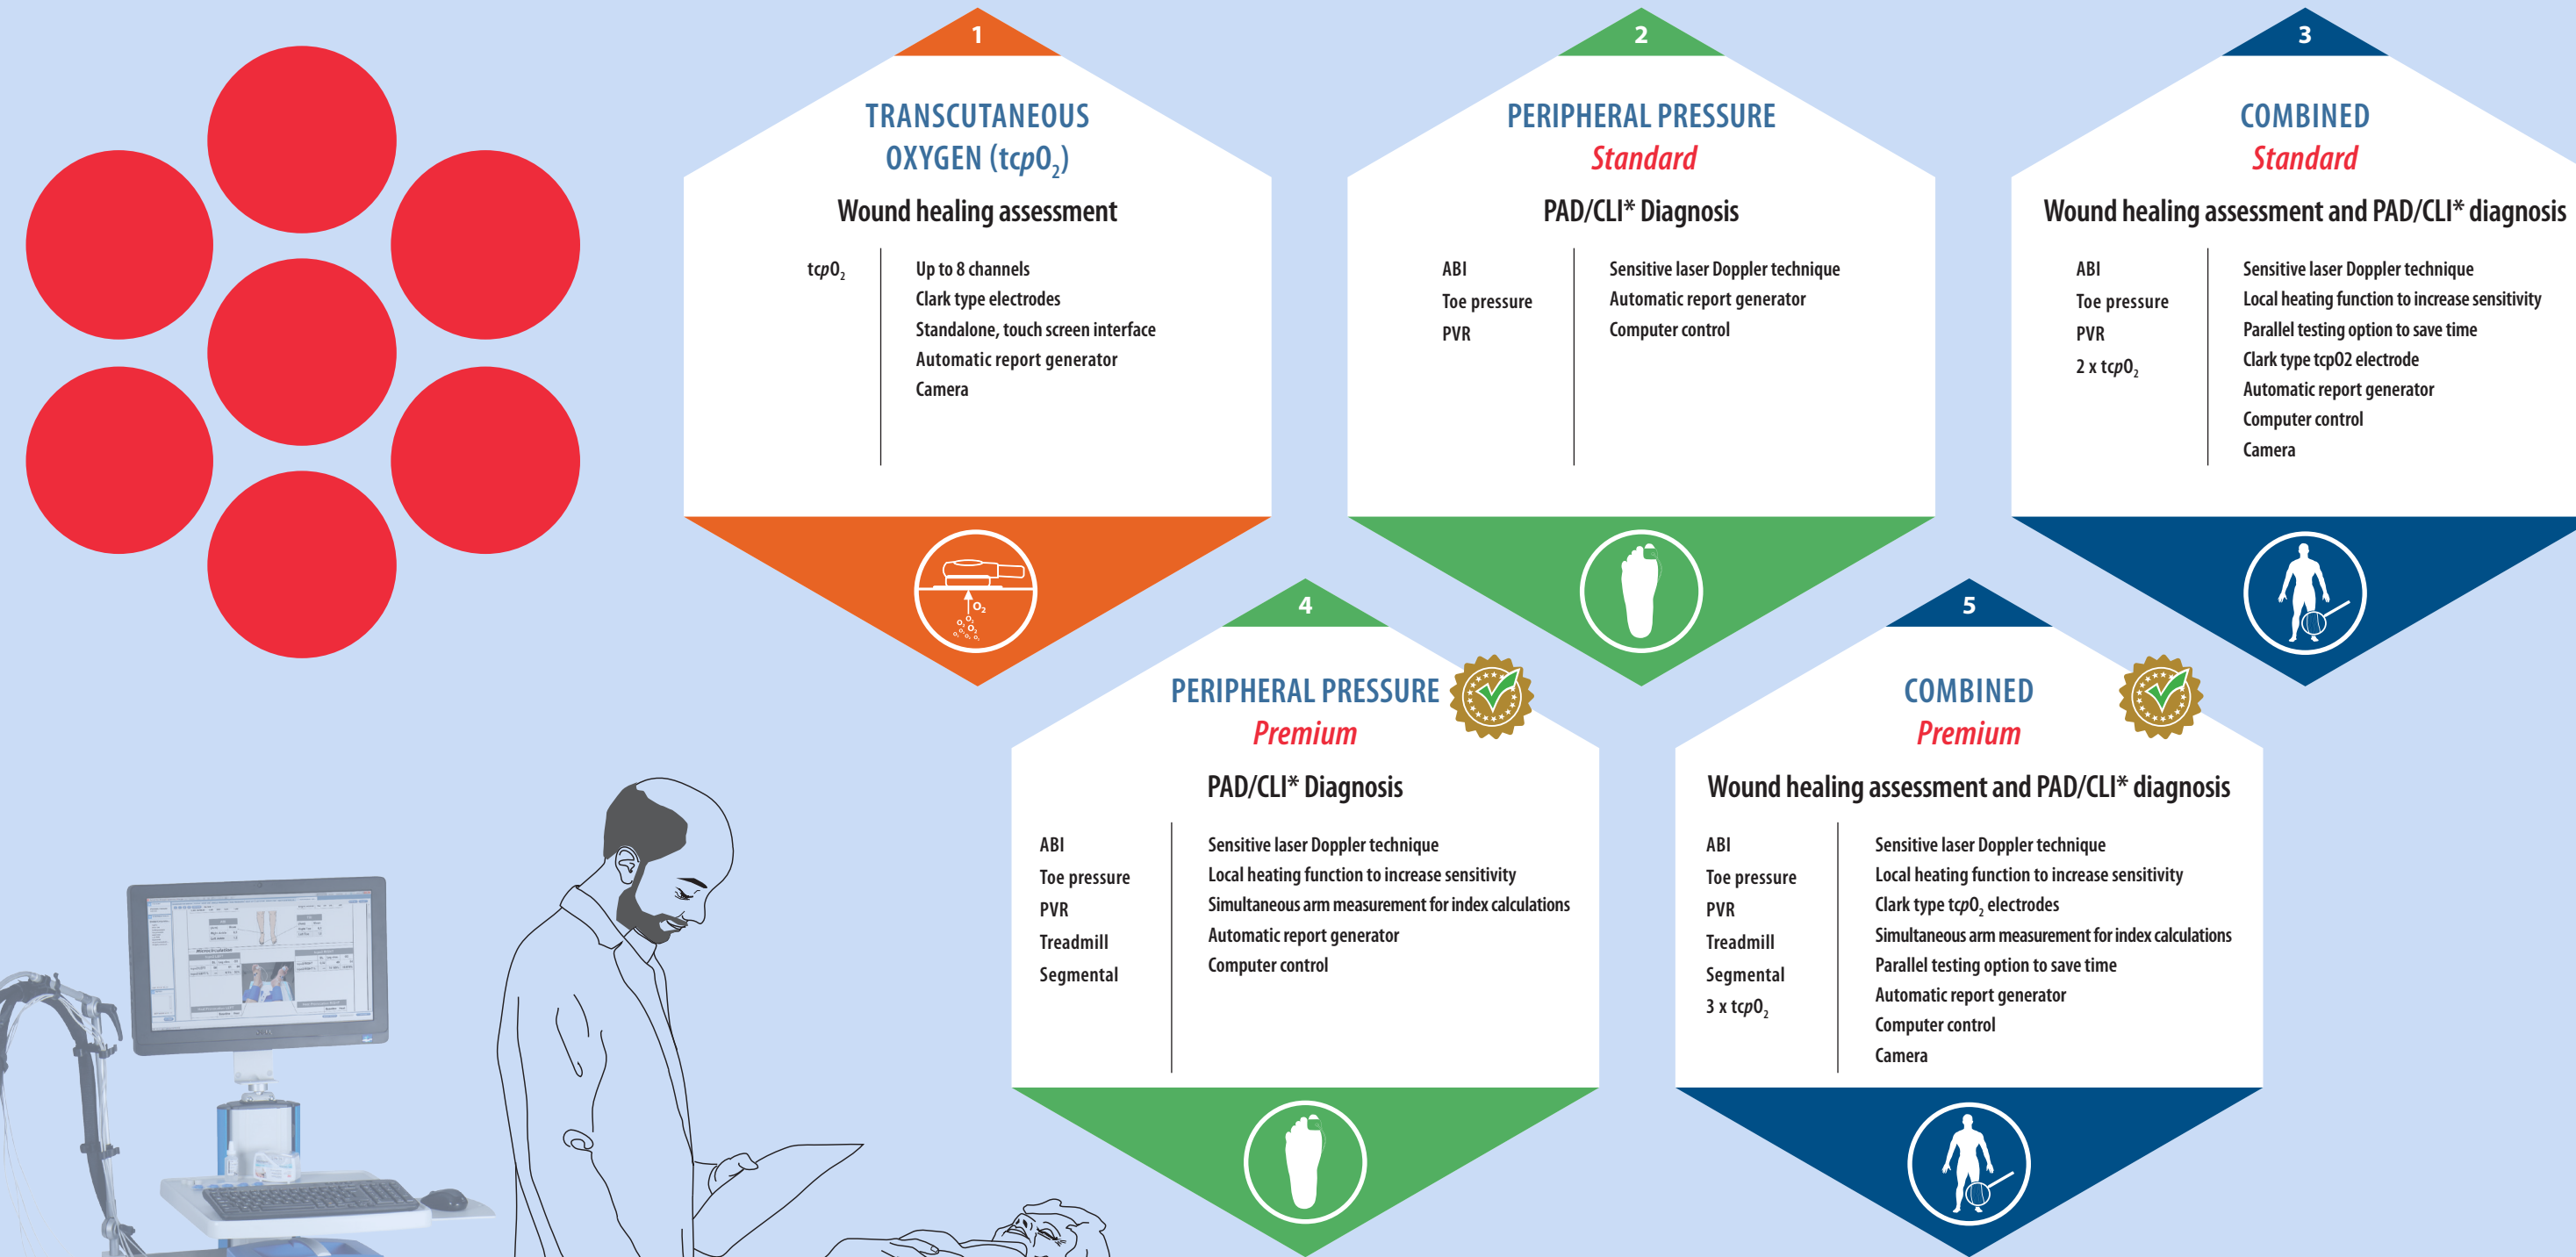 1
TRANSCUTANEOUS
OXYGEN (tcpO₂)
Wound healing assessment
tcpO₂
Up to 8 channels
Clark type electrodes
Standalone, touch screen interface
Automatic report generator
Camera
O₂
2
PERIPHERAL PRESSURE
Standard
PAD/CLI* Diagnosis
ABI
Toe pressure
PVR
Sensitive laser Doppler technique
Automatic report generator
Computer control
3
COMBINED
Standard
Wound healing assessment and PAD/CLI* diagnosis
ABI
Toe pressure
PVR
2 x tcpO₂
Sensitive laser Doppler technique
Local heating function to increase sensitivity
Parallel testing option to save time
Clark type tcpO2 electrode
Automatic report generator
Computer control
Camera
4
PERIPHERAL PRESSURE
Premium
PAD/CLI* Diagnosis
ABI
Toe pressure
PVR
Treadmill
Segmental
Sensitive laser Doppler technique
Local heating function to increase sensitivity
Simultaneous arm measurement for index calculations
Automatic report generator
Computer control
5
COMBINED
Premium
Wound healing assessment and PAD/CLI* diagnosis
ABI
Toe pressure
PVR
Treadmill
Segmental
3 x tcpO₂
Sensitive laser Doppler technique
Local heating function to increase sensitivity
Clark type tcpO₂ electrodes
Simultaneous arm measurement for index calculations
Parallel testing option to save time
Automatic report generator
Computer control
Camera